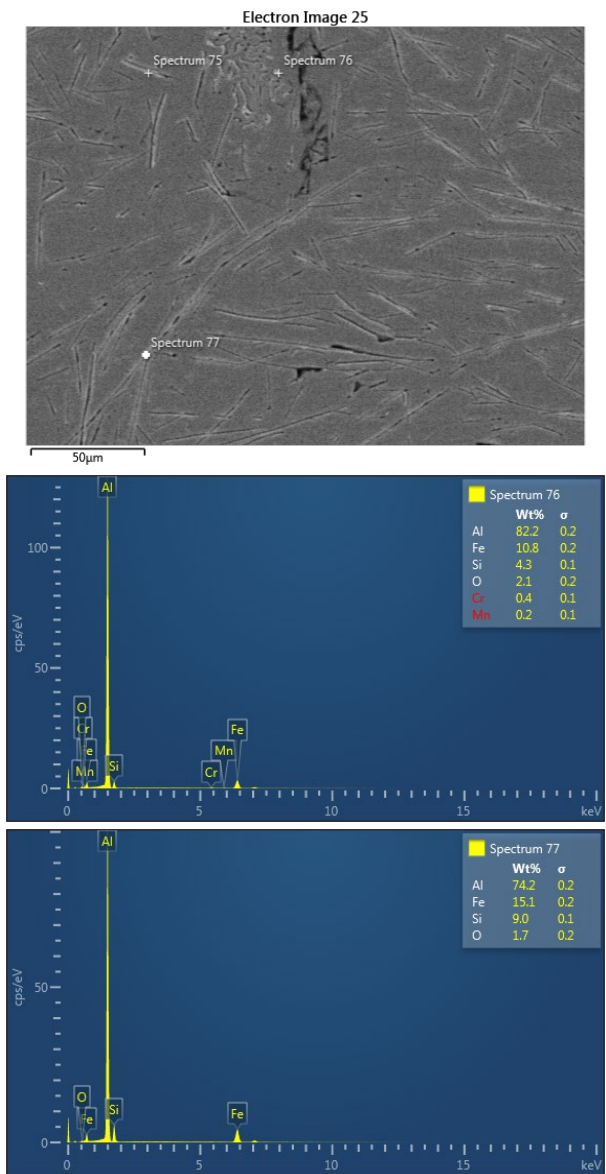 Electron Image 25
Spectrum 75
Spectrum 76
Spectrum 77
50µm
Spectrum 76
Wt% σ
Al 82.2 0.2
Fe 10.8 0.2
Si 4.3 0.1
O 2.1 0.2
Cr 0.4 0.1
Mn 0.2 0.1
cps/eV
100
50
0
Al
O
Cr
Fe
Mn
Si
Cr
Mn
Fe
0 5 10 15 keV
Spectrum 77
Wt% σ
Al 74.2 0.2
Fe 15.1 0.2
Si 9.0 0.1
O 1.7 0.2
cps/eV
50
0
Al
O
Fe
Si
Fe
0 5 10 15 keV